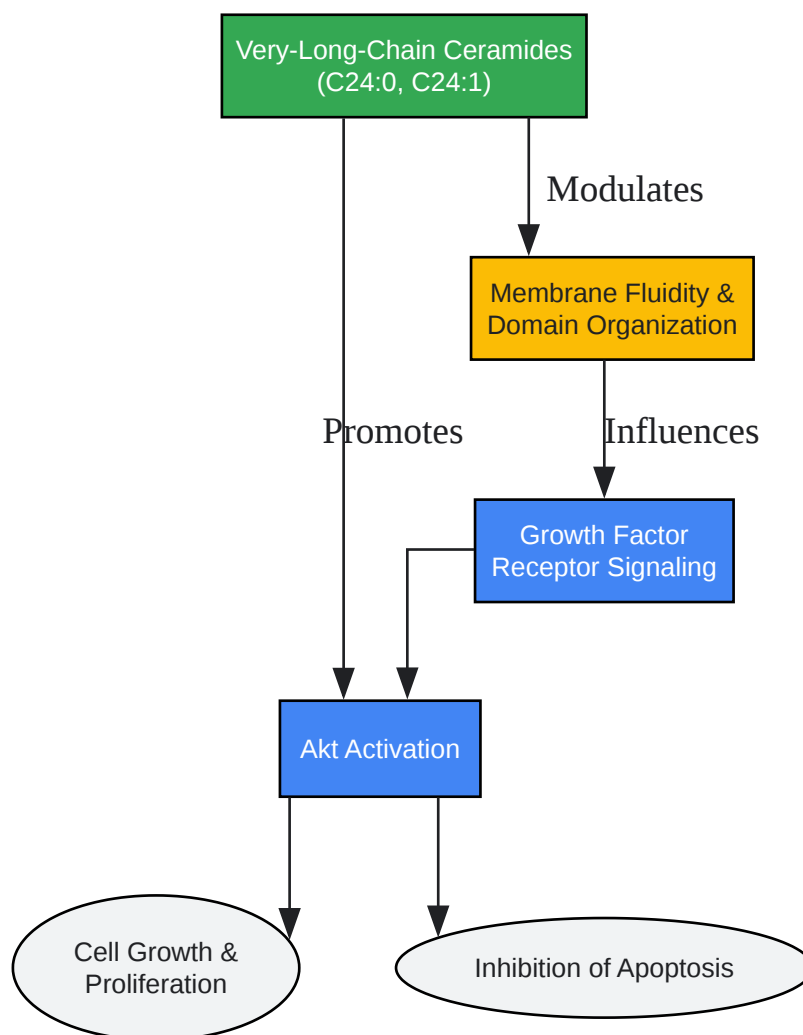 Very-Long-Chain Ceramides
(C24:0, C24:1)
Modulates
Membrane Fluidity &
Domain Organization
Promotes
Influences
Growth Factor
Receptor Signaling
Akt Activation
Cell Growth &
Proliferation
Inhibition of Apoptosis